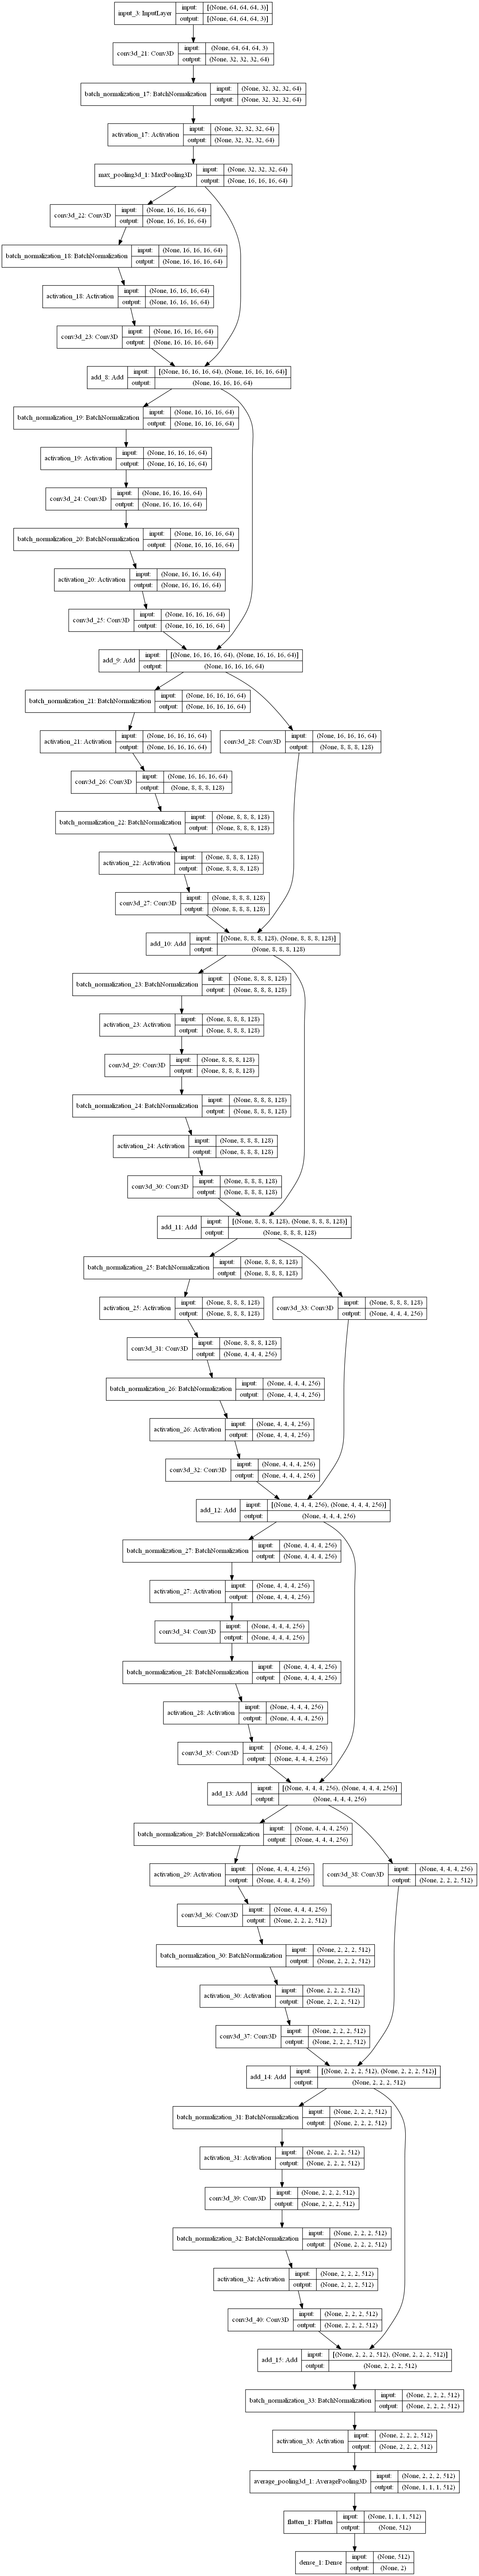 input_3: InputLayer input: [(None, 64, 64, 64, 3)]
output: [(None, 64, 64, 64, 3)]
conv3d_21: Conv3D input: (None, 64, 64, 64, 3)
output: (None, 32, 32, 32, 64)
batch_normalization_17: BatchNormalization input: (None, 32, 32, 32, 64)
output: (None, 32, 32, 32, 64)
activation_17: Activation input: (None, 32, 32, 32, 64)
output: (None, 32, 32, 32, 64)
max_pooling3d_1: MaxPooling3D input: (None, 32, 32, 32, 64)
output: (None, 16, 16, 16, 64)
conv3d_22: Conv3D input: (None, 16, 16, 16, 64)
output: (None, 16, 16, 16, 64)
batch_normalization_18: BatchNormalization input: (None, 16, 16, 16, 64)
output: (None, 16, 16, 16, 64)
activation_18: Activation input: (None, 16, 16, 16, 64)
output: (None, 16, 16, 16, 64)
conv3d_23: Conv3D input: (None, 16, 16, 16, 64)
output: (None, 16, 16, 16, 64)
add_8: Add input: [(None, 16, 16, 16, 64), (None, 16, 16, 16, 64)]
output: (None, 16, 16, 16, 64)
batch_normalization_19: BatchNormalization input: (None, 16, 16, 16, 64)
output: (None, 16, 16, 16, 64)
activation_19: Activation input: (None, 16, 16, 16, 64)
output: (None, 16, 16, 16, 64)
conv3d_24: Conv3D input: (None, 16, 16, 16, 64)
output: (None, 16, 16, 16, 64)
batch_normalization_20: BatchNormalization input: (None, 16, 16, 16, 64)
output: (None, 16, 16, 16, 64)
activation_20: Activation input: (None, 16, 16, 16, 64)
output: (None, 16, 16, 16, 64)
conv3d_25: Conv3D input: (None, 16, 16, 16, 64)
output: (None, 16, 16, 16, 64)
add_9: Add input: [(None, 16, 16, 16, 64), (None, 16, 16, 16, 64)]
output: (None, 16, 16, 16, 64)
batch_normalization_21: BatchNormalization input: (None, 16, 16, 16, 64)
output: (None, 16, 16, 16, 64)
activation_21: Activation input: (None, 16, 16, 16, 64)
output: (None, 16, 16, 16, 64)
conv3d_28: Conv3D input: (None, 16, 16, 16, 64)
output: (None, 8, 8, 8, 128)
conv3d_26: Conv3D input: (None, 16, 16, 16, 64)
output: (None, 8, 8, 8, 128)
batch_normalization_22: BatchNormalization input: (None, 8, 8, 8, 128)
output: (None, 8, 8, 8, 128)
activation_22: Activation input: (None, 8, 8, 8, 128)
output: (None, 8, 8, 8, 128)
conv3d_27: Conv3D input: (None, 8, 8, 8, 128)
output: (None, 8, 8, 8, 128)
add_10: Add input: [(None, 8, 8, 8, 128), (None, 8, 8, 8, 128)]
output: (None, 8, 8, 8, 128)
batch_normalization_23: BatchNormalization input: (None, 8, 8, 8, 128)
output: (None, 8, 8, 8, 128)
activation_23: Activation input: (None, 8, 8, 8, 128)
output: (None, 8, 8, 8, 128)
conv3d_29: Conv3D input: (None, 8, 8, 8, 128)
output: (None, 8, 8, 8, 128)
batch_normalization_24: BatchNormalization input: (None, 8, 8, 8, 128)
output: (None, 8, 8, 8, 128)
activation_24: Activation input: (None, 8, 8, 8, 128)
output: (None, 8, 8, 8, 128)
conv3d_30: Conv3D input: (None, 8, 8, 8, 128)
output: (None, 8, 8, 8, 128)
add_11: Add input: [(None, 8, 8, 8, 128), (None, 8, 8, 8, 128)]
output: (None, 8, 8, 8, 128)
batch_normalization_25: BatchNormalization input: (None, 8, 8, 8, 128)
output: (None, 8, 8, 8, 128)
activation_25: Activation input: (None, 8, 8, 8, 128)
output: (None, 8, 8, 8, 128)
conv3d_33: Conv3D input: (None, 8, 8, 8, 128)
output: (None, 4, 4, 4, 256)
conv3d_31: Conv3D input: (None, 8, 8, 8, 128)
output: (None, 4, 4, 4, 256)
batch_normalization_26: BatchNormalization input: (None, 4, 4, 4, 256)
output: (None, 4, 4, 4, 256)
activation_26: Activation input: (None, 4, 4, 4, 256)
output: (None, 4, 4, 4, 256)
conv3d_32: Conv3D input: (None, 4, 4, 4, 256)
output: (None, 4, 4, 4, 256)
add_12: Add input: [(None, 4, 4, 4, 256), (None, 4, 4, 4, 256)]
output: (None, 4, 4, 4, 256)
batch_normalization_27: BatchNormalization input: (None, 4, 4, 4, 256)
output: (None, 4, 4, 4, 256)
activation_27: Activation input: (None, 4, 4, 4, 256)
output: (None, 4, 4, 4, 256)
conv3d_34: Conv3D input: (None, 4, 4, 4, 256)
output: (None, 4, 4, 4, 256)
batch_normalization_28: BatchNormalization input: (None, 4, 4, 4, 256)
output: (None, 4, 4, 4, 256)
activation_28: Activation input: (None, 4, 4, 4, 256)
output: (None, 4, 4, 4, 256)
conv3d_35: Conv3D input: (None, 4, 4, 4, 256)
output: (None, 4, 4, 4, 256)
add_13: Add input: [(None, 4, 4, 4, 256), (None, 4, 4, 4, 256)]
output: (None, 4, 4, 4, 256)
batch_normalization_29: BatchNormalization input: (None, 4, 4, 4, 256)
output: (None, 4, 4, 4, 256)
activation_29: Activation input: (None, 4, 4, 4, 256)
output: (None, 4, 4, 4, 256)
conv3d_38: Conv3D input: (None, 4, 4, 4, 256)
output: (None, 2, 2, 2, 512)
conv3d_36: Conv3D input: (None, 4, 4, 4, 256)
output: (None, 2, 2, 2, 512)
batch_normalization_30: BatchNormalization input: (None, 2, 2, 2, 512)
output: (None, 2, 2, 2, 512)
activation_30: Activation input: (None, 2, 2, 2, 512)
output: (None, 2, 2, 2, 512)
conv3d_37: Conv3D input: (None, 2, 2, 2, 512)
output: (None, 2, 2, 2, 512)
add_14: Add input: [(None, 2, 2, 2, 512), (None, 2, 2, 2, 512)]
output: (None, 2, 2, 2, 512)
batch_normalization_31: BatchNormalization input: (None, 2, 2, 2, 512)
output: (None, 2, 2, 2, 512)
activation_31: Activation input: (None, 2, 2, 2, 512)
output: (None, 2, 2, 2, 512)
conv3d_39: Conv3D input: (None, 2, 2, 2, 512)
output: (None, 2, 2, 2, 512)
batch_normalization_32: BatchNormalization input: (None, 2, 2, 2, 512)
output: (None, 2, 2, 2, 512)
activation_32: Activation input: (None, 2, 2, 2, 512)
output: (None, 2, 2, 2, 512)
conv3d_40: Conv3D input: (None, 2, 2, 2, 512)
output: (None, 2, 2, 2, 512)
add_15: Add input: [(None, 2, 2, 2, 512), (None, 2, 2, 2, 512)]
output: (None, 2, 2, 2, 512)
batch_normalization_33: BatchNormalization input: (None, 2, 2, 2, 512)
output: (None, 2, 2, 2, 512)
activation_33: Activation input: (None, 2, 2, 2, 512)
output: (None, 2, 2, 2, 512)
average_pooling3d_1: AveragePooling3D input: (None, 2, 2, 2, 512)
output: (None, 1, 1, 1, 512)
flatten_1: Flatten input: (None, 1, 1, 1, 512)
output: (None, 512)
dense_1: Dense input: (None, 512)
output: (None, 2)